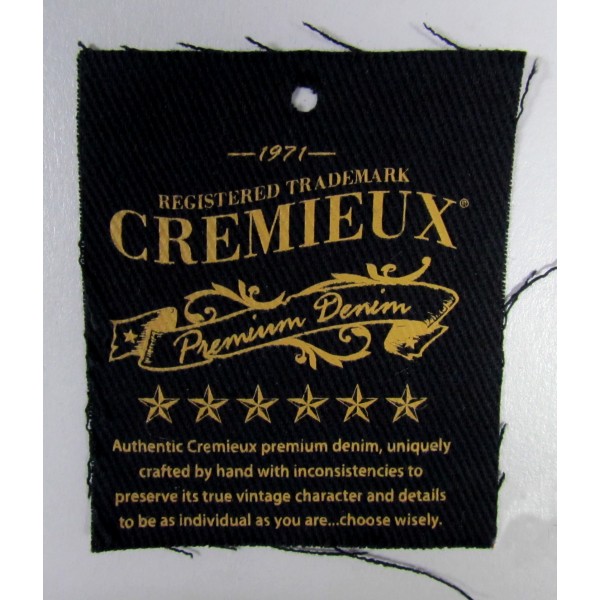 —1971—
REGISTERED TRADEMARK
CREMIEUX®
Premium Denim
Authentic Cremieux premium denim, uniquely
crafted by hand with inconsistencies to
preserve its true vintage character and details
to be as individual as you are...choose wisely.